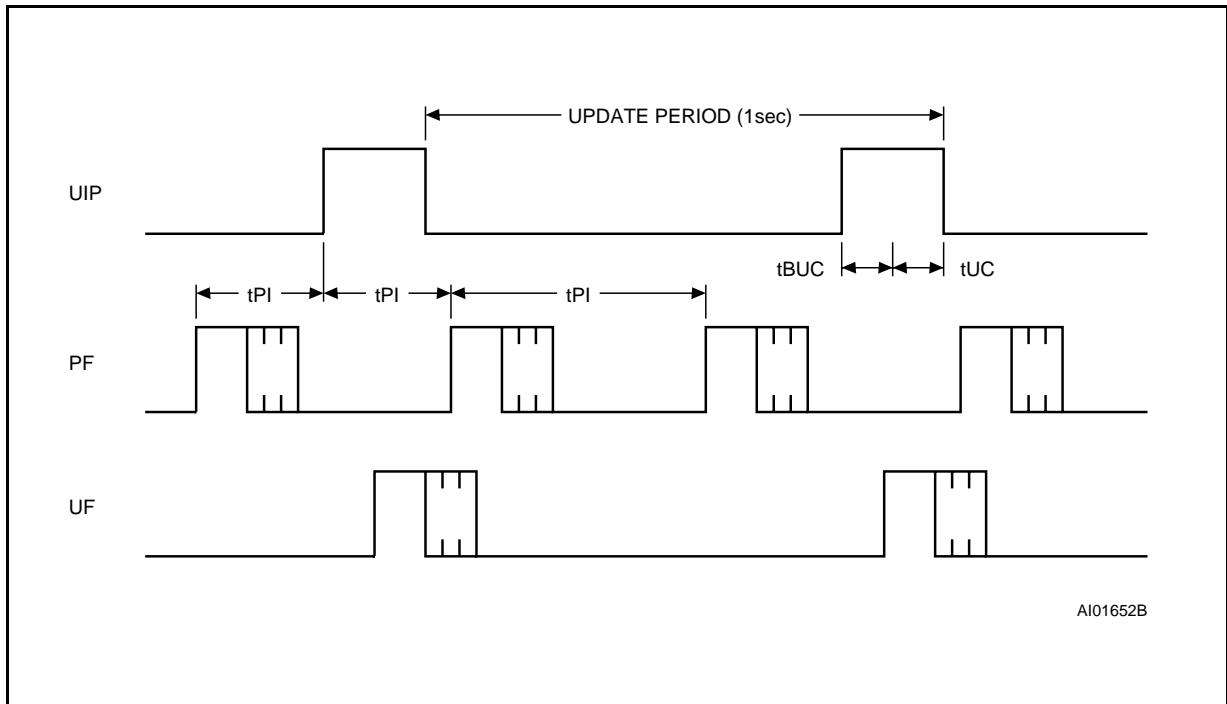 UPDATE PERIOD (1sec)
UIP
tBUC
tUC
tPI
tPI
tPI
PF
UF
AI01652B